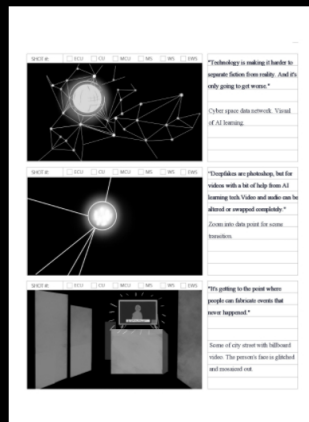 SHOT #: ECU CU MCU MS WS EWS
"Technology is making it harder to
separate fiction from reality. And it's
only going to get worse."
Cyber space data network. Visual
of AI learning.
SHOT #: ECU CU MCU MS WS EWS
"Deepfakes are photoshop, but for
videos with a bit of help from AI
learning tech. Video and audio can be
altered or swapped completely."
Zoom into data point for scene
transition
SHOT #: ECU CU MCU MS WS EWS
"It's getting to the point where
people can fabricate events that
never happened."
Scene of city street with billboard
video. The person's face is glitched
and mosaiced out.